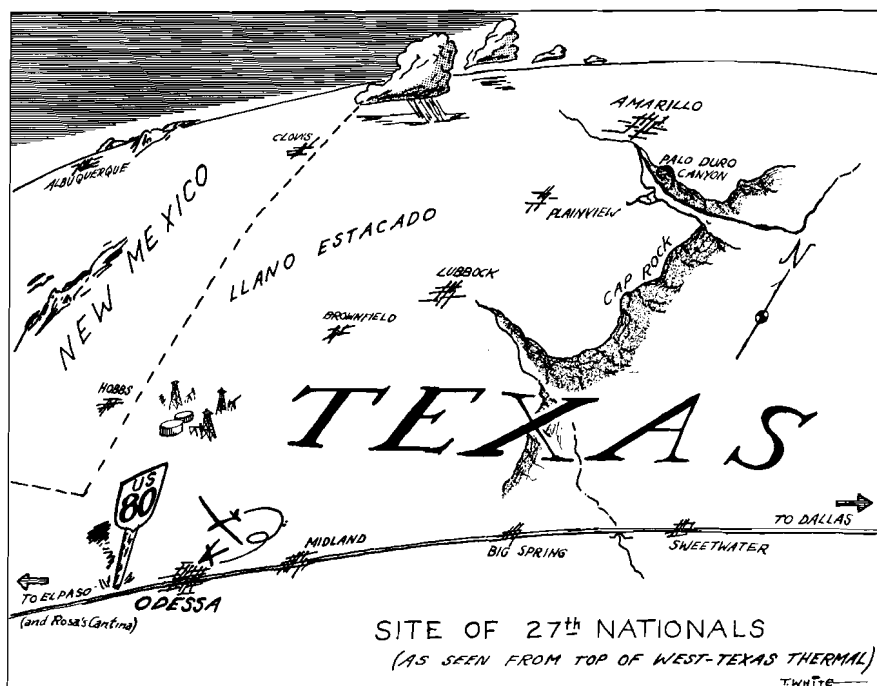 AMARILLO
CLOVIS
ALBUQUERQUE
PALO DURO
CANYON
NEW MEXICO
PLAINVIEW
LLANO ESTACADO
N
LUBBOCK
CAP ROCK
BROWNFIELD
HOBBS
TEXAS
US
80
TO DALLAS
MIDLAND
BIG SPRING
SWEETWATER
TO EL PASO
ODESSA
(and Rosa's Cantina)
SITE OF 27th NATIONALS
(AS SEEN FROM TOP OF WEST-TEXAS THERMAL)
T.WHITE